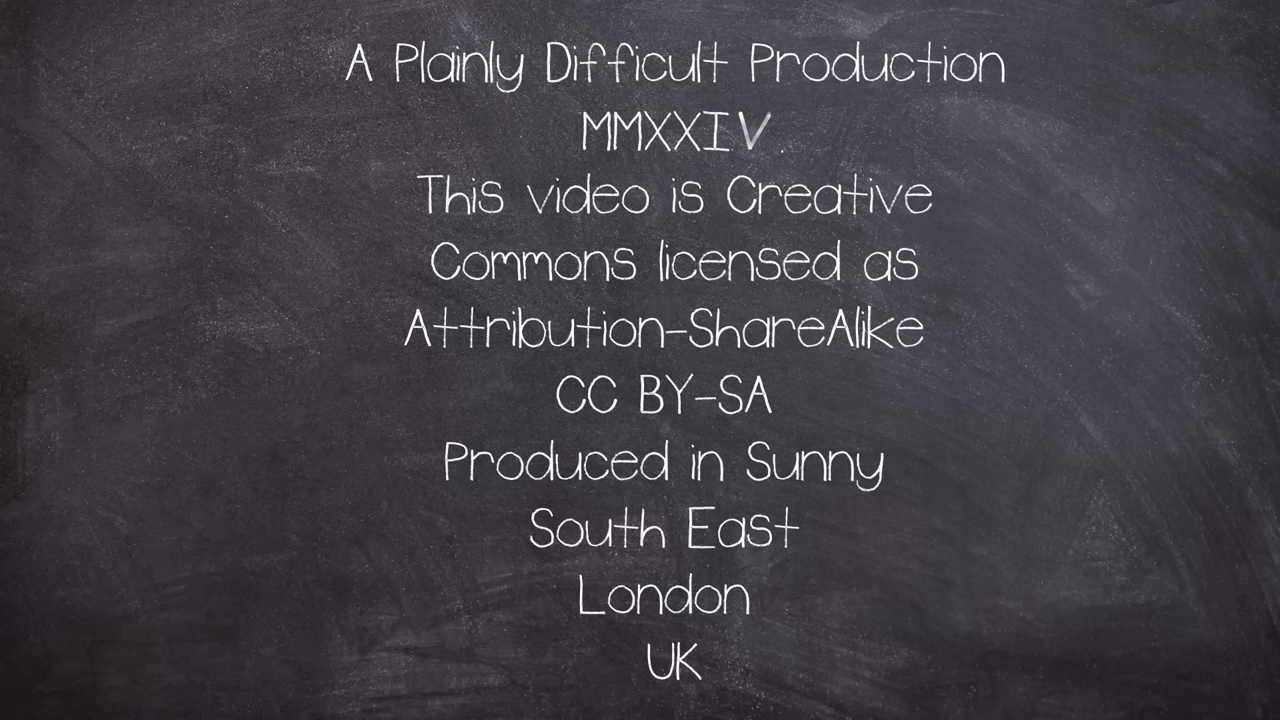 A Plainly Difficult Production
MMXXIV
This video is Creative
Commons licensed as
Attribution-ShareAlike
CC BY-SA
Produced in Sunny
South East
London
UK